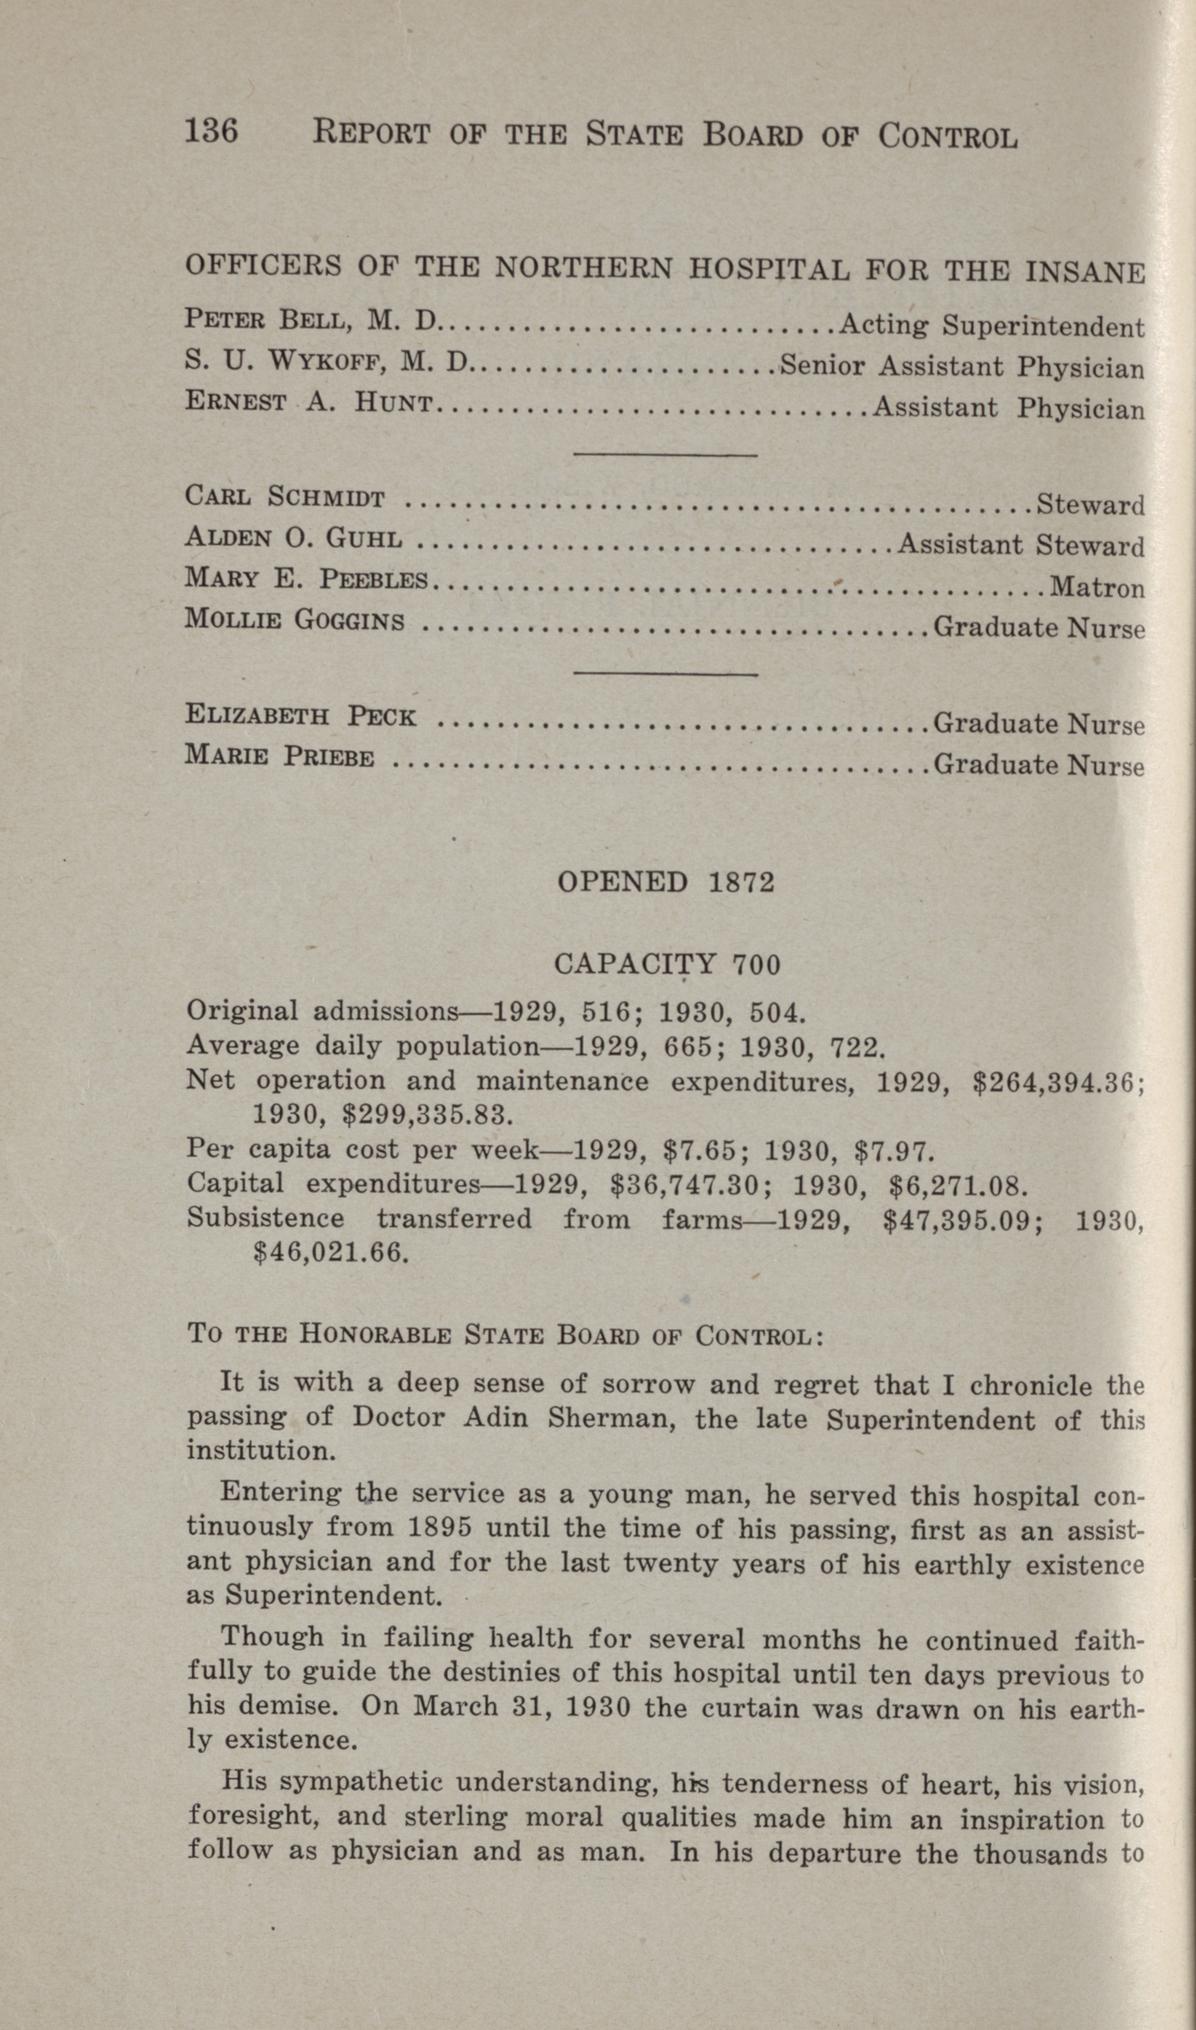 136 REPORT OF THE STATE BOARD OF CONTROL
OFFICERS OF THE NORTHERN HOSPITAL FOR THE INSANE
PETER BELL, M. D...........................Acting Superintendent
S. U. WYKOFF, M. D.....................Senior Assistant Physician
ERNEST A. HUNT.............................Assistant Physician
CARL SCHMIDT ..........................................Steward
ALDEN O. GUHL ................................Assistant Steward
MARY E. PEEBLES.........................................Matron
MOLLIE GOGGINS ..................................Graduate Nurse
ELIZABETH PECK .................................Graduate Nurse
MARIE PRIEBE ....................................Graduate Nurse
OPENED 1872
CAPACITY 700
Original admissions—1929, 516; 1930, 504.
Average daily population—1929, 665; 1930, 722.
Net operation and maintenance expenditures, 1929, $264,394.36;
1930, $299,335.83.
Per capita cost per week—1929, $7.65; 1930, $7.97.
Capital expenditures—1929, $36,747.30; 1930, $6,271.08.
Subsistence transferred from farms—1929, $47,395.09; 1930,
$46,021.66.
TO THE HONORABLE STATE BOARD OF CONTROL:
It is with a deep sense of sorrow and regret that I chronicle the
passing of Doctor Adin Sherman, the late Superintendent of this
institution.
Entering the service as a young man, he served this hospital con-
tinuously from 1895 until the time of his passing, first as an assist-
ant physician and for the last twenty years of his earthly existence
as Superintendent.
Though in failing health for several months he continued faith-
fully to guide the destinies of this hospital until ten days previous to
his demise. On March 31, 1930 the curtain was drawn on his earth-
ly existence.
His sympathetic understanding, his tenderness of heart, his vision,
foresight, and sterling moral qualities made him an inspiration to
follow as physician and as man. In his departure the thousands to